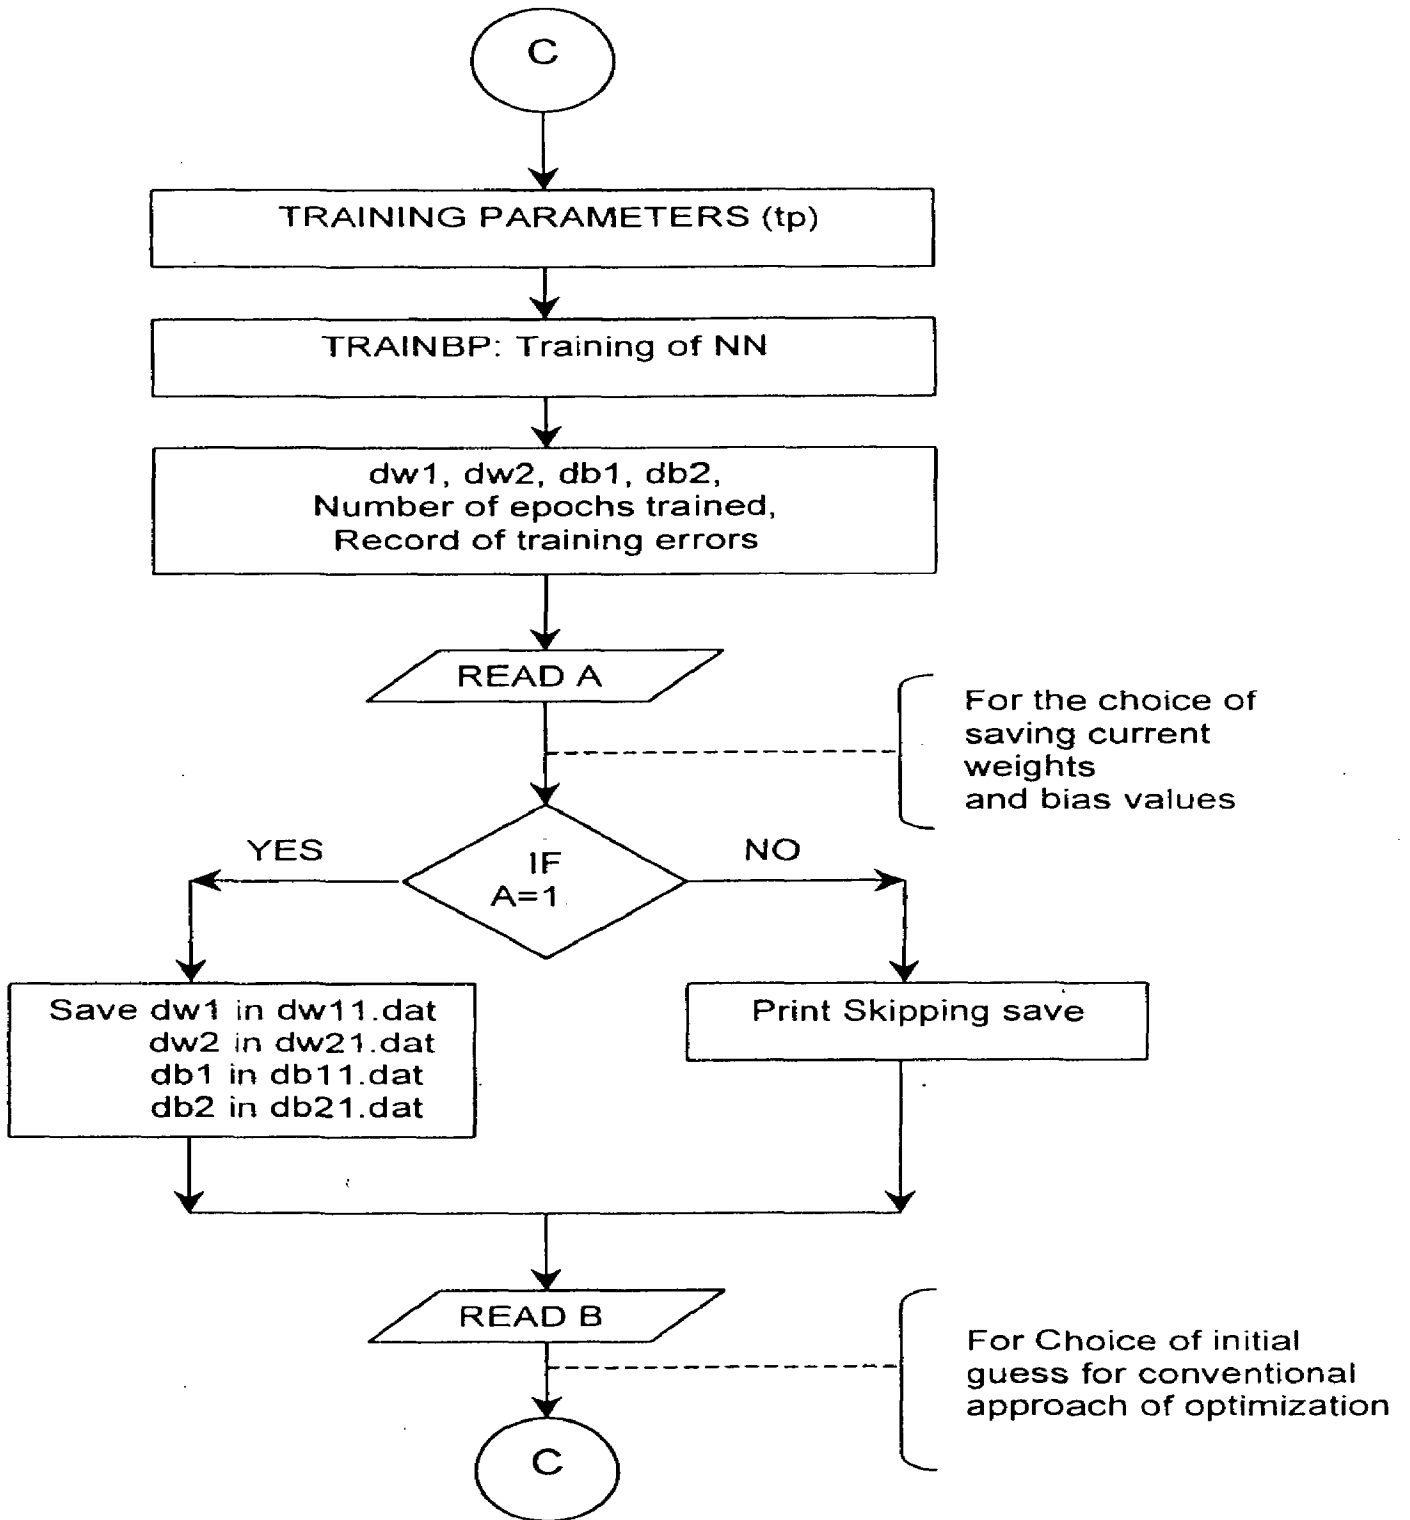 C
TRAINING PARAMETERS (tp)
TRAINBP: Training of NN
dw1, dw2, db1, db2,
Number of epochs trained,
Record of training errors
READ A
For the choice of
saving current
weights
and bias values
YES
NO
IF
A=1
Save dw1 in dw11.dat
dw2 in dw21.dat
db1 in db11.dat
db2 in db21.dat
Print Skipping save
READ B
For Choice of initial
guess for conventional
approach of optimization
C